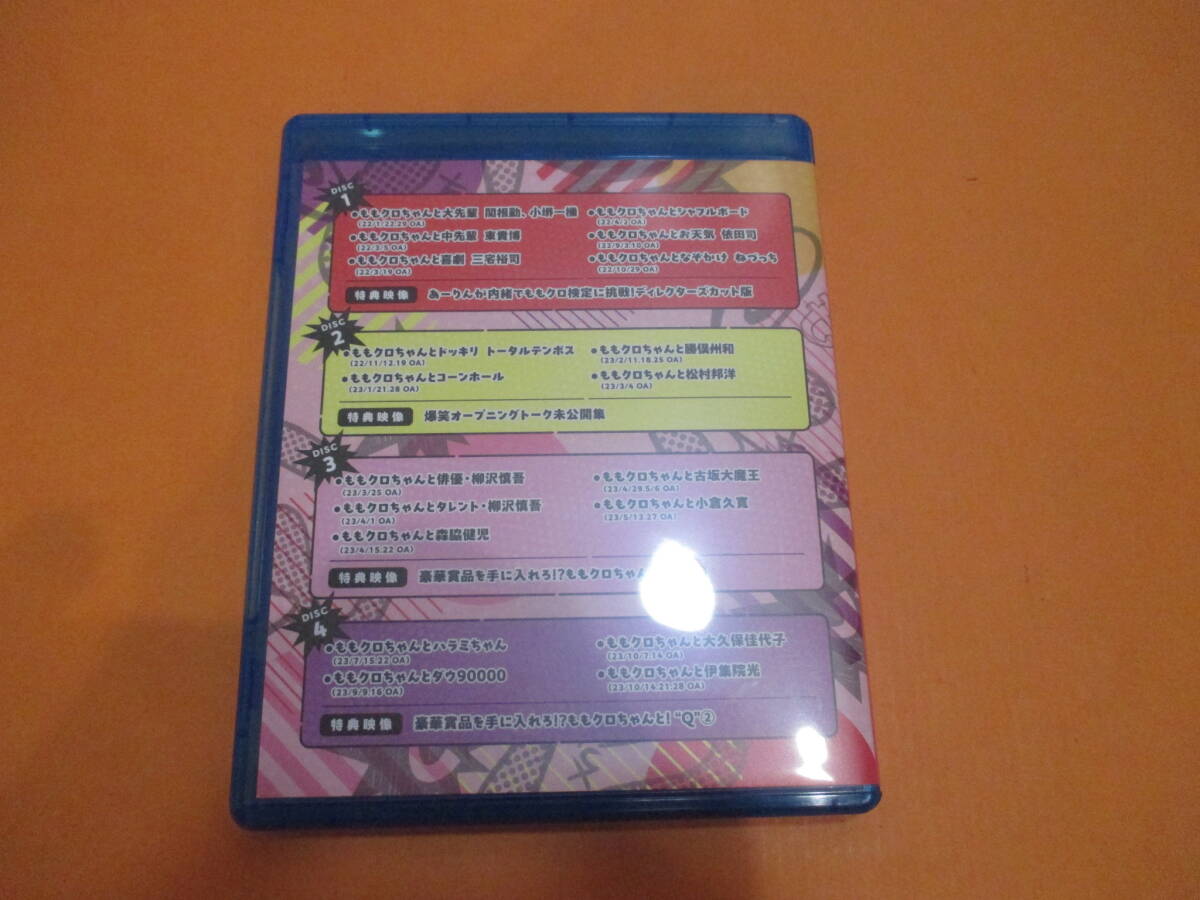 DISC 1
●ももクロちゃんと大先輩 関根勤、小堺一機
(22/1/22.29 OA)
●ももクロちゃんと中先輩 東貴博
(22/3/5 OA)
●ももクロちゃんと喜劇 三宅裕司
(22/3/19 OA)
●ももクロちゃんとシャフルボード
(22/4/2 OA)
●ももクロちゃんとお天気 依田司
(22/9/3.10 OA)
●ももクロちゃんとなぞかけ ねづっち
(22/10/29 OA)
特典映像 あーりんが内緒でももクロ検定に挑戦!ディレクターズカット版
DISC 2
●ももクロちゃんとドッキリ トータルテンボス
(22/11/12.19 OA)
●ももクロちゃんとコーンホール
(23/1/21.28 OA)
●ももクロちゃんと勝俣州和
(23/2/11.18.25 OA)
●ももクロちゃんと松村邦洋
(23/3/4 OA)
特典映像 爆笑オープニングトーク未公開集
DISC 3
●ももクロちゃんと俳優・柳沢慎吾
(23/3/25 OA)
●ももクロちゃんとタレント・柳沢慎吾
(23/4/1 OA)
●ももクロちゃんと森脇健児
(23/4/15.22 OA)
●ももクロちゃんと古坂大魔王
(23/4/29.5/6 OA)
●ももクロちゃんと小倉久寛
(23/5/13.27 OA)
特典映像 豪華賞品を手に入れろ!?ももクロちゃん
DISC 4
●ももクロちゃんとハラミちゃん
(23/7/15.22 OA)
●ももクロちゃんとダウ90000
(23/9/9.16 OA)
●ももクロちゃんと大久保佳代子
(23/10/7.14 OA)
●ももクロちゃんと伊集院光
(23/10/14.21.28 OA)
特典映像 豪華賞品を手に入れろ!?ももクロちゃんと!“Q”②